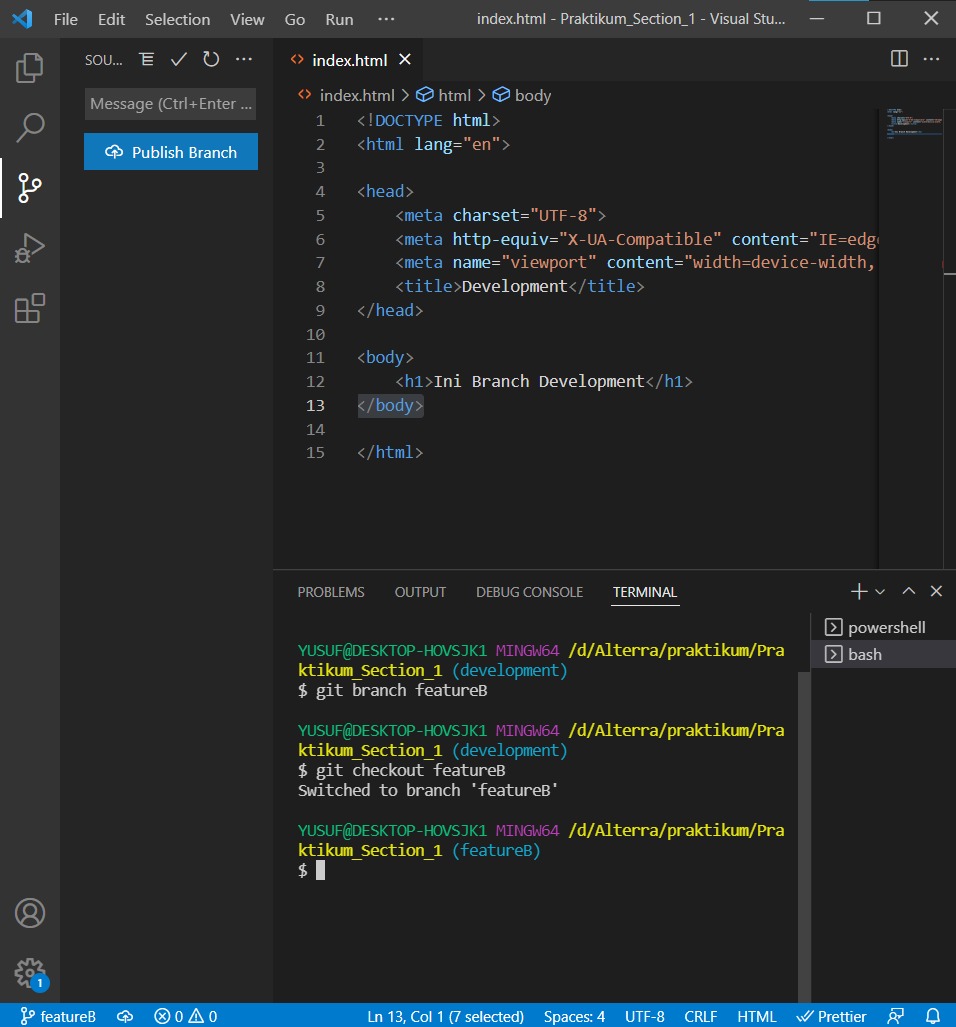 File Edit Selection View Go Run ··· index.html - Praktikum_Section_1 - Visual Stu...
SOU...
Message (Ctrl+Enter ...
Publish Branch
index.html
index.html > html > body
1 <!DOCTYPE html>
2 <html lang="en">
3
4 <head>
5 <meta charset="UTF-8">
6 <meta http-equiv="X-UA-Compatible" content="IE=edg
7 <meta name="viewport" content="width=device-width,
8 <title>Development</title>
9 </head>
10
11 <body>
12 <h1>Ini Branch Development</h1>
13 </body>
14
15 </html>
PROBLEMS OUTPUT DEBUG CONSOLE TERMINAL
powershell
bash
YUSUF@DESKTOP-HOVSJK1 MINGW64 /d/Alterra/praktikum/Pra
ktikum_Section_1 (development)
$ git branch featureB
YUSUF@DESKTOP-HOVSJK1 MINGW64 /d/Alterra/praktikum/Pra
ktikum_Section_1 (development)
$ git checkout featureB
Switched to branch 'featureB'
YUSUF@DESKTOP-HOVSJK1 MINGW64 /d/Alterra/praktikum/Pra
ktikum_Section_1 (featureB)
$
1
featureB 0 0 Ln 13, Col 1 (7 selected) Spaces: 4 UTF-8 CRLF HTML Prettier